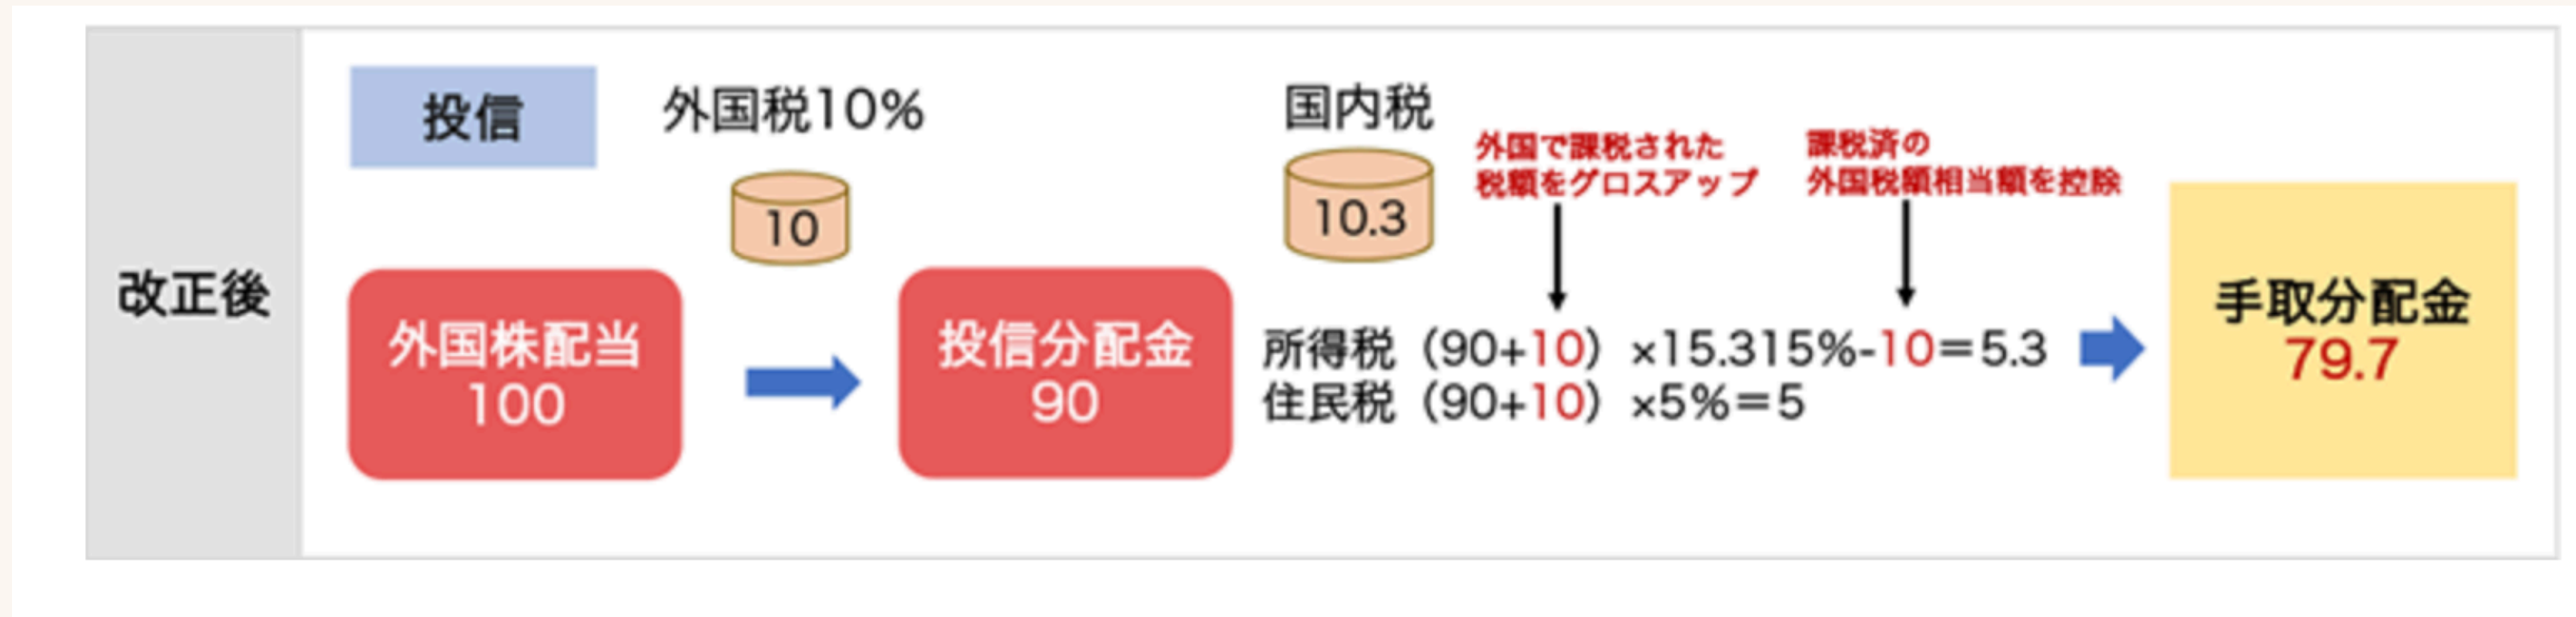 改正後
投信
外国税10%
10
外国株配当
100
投信分配金
90
国内税
10.3
外国で課税された
税額をグロスアップ
課税済の
外国税額相当額を控除
所得税（90+10）×15.315%-10＝5.3
住民税（90+10）×5%＝5
手取分配金
79.7